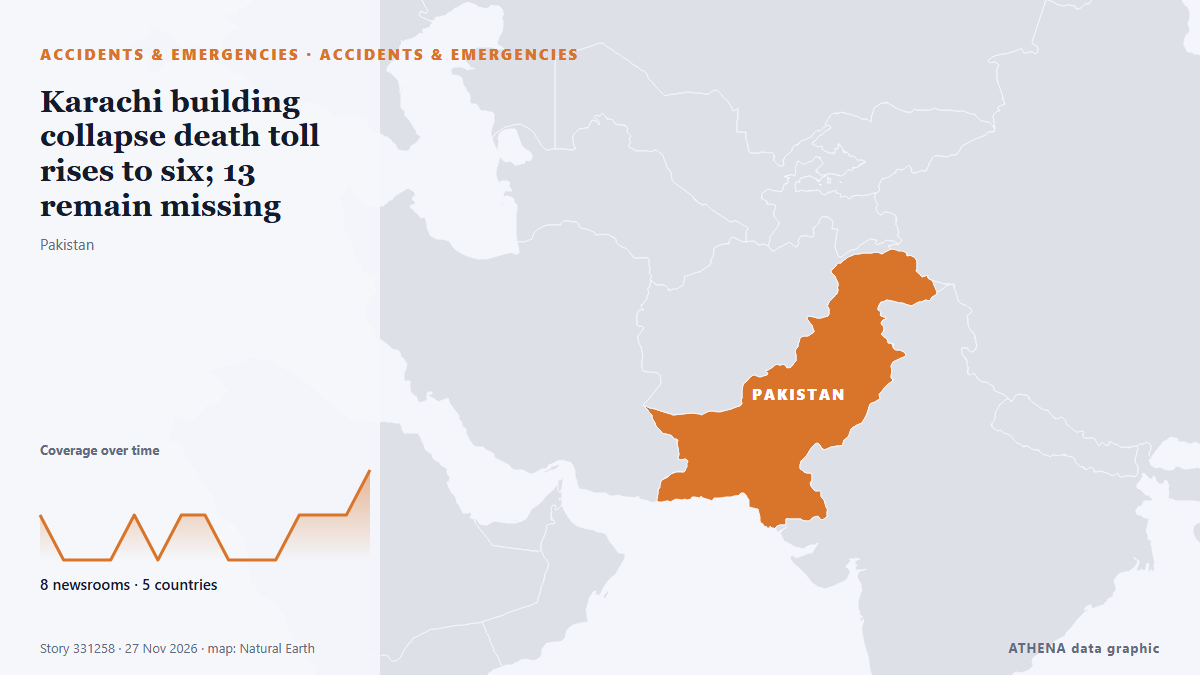 ACCIDENTS & EMERGENCIES · ACCIDENTS & EMERGENCIES
Karachi building
collapse death toll
rises to six; 13
remain missing
Pakistan
PAKISTAN
Coverage over time
8 newsrooms · 5 countries
Story 331258 · 27 Nov 2026 · map: Natural Earth
ATHENA data graphic